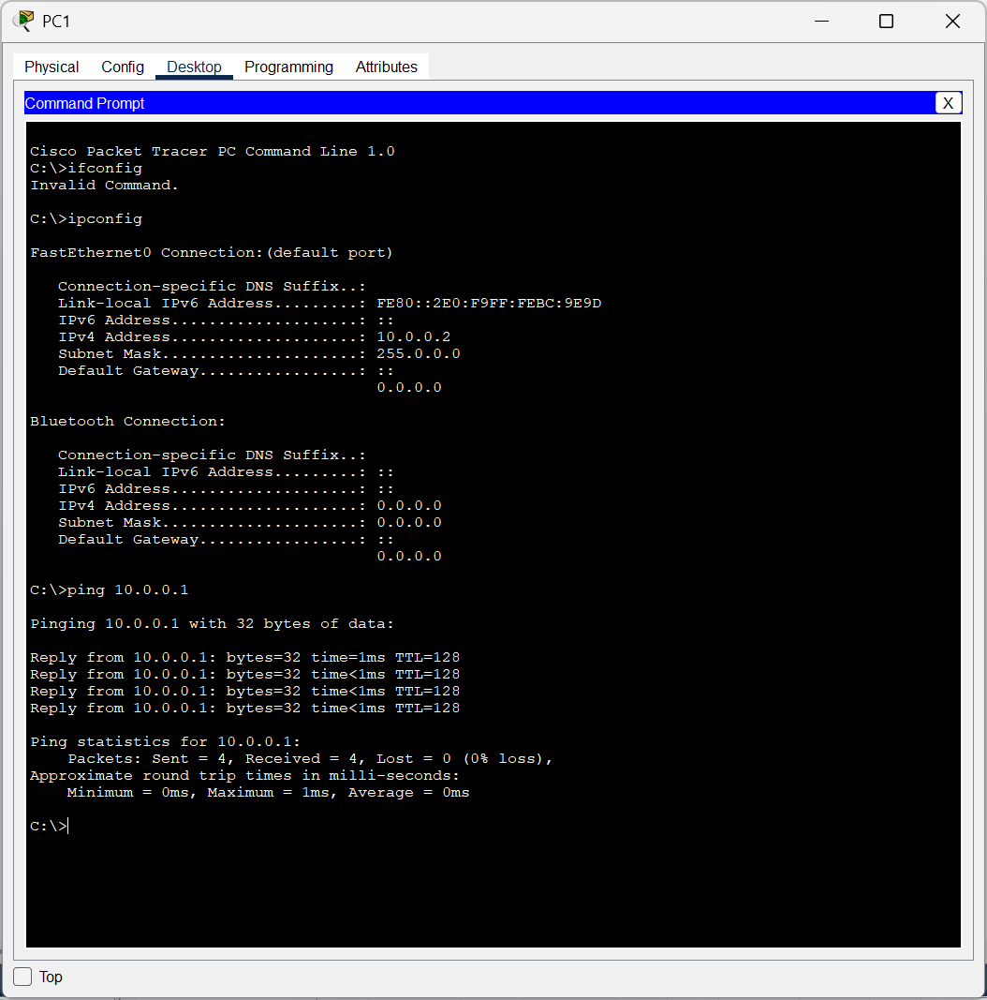 PC1
Physical Config Desktop Programming Attributes
Command Prompt X
Cisco Packet Tracer PC Command Line 1.0
C:\>ifconfig
Invalid Command.
C:\>ipconfig
FastEthernet0 Connection:(default port)
Connection-specific DNS Suffix..:
Link-local IPv6 Address.........: FE80::2E0:F9FF:FEBC:9E9D
IPv6 Address....................: ::
IPv4 Address....................: 10.0.0.2
Subnet Mask.....................: 255.0.0.0
Default Gateway.................: ::
0.0.0.0
Bluetooth Connection:
Connection-specific DNS Suffix..:
Link-local IPv6 Address.........: ::
IPv6 Address....................: ::
IPv4 Address....................: 0.0.0.0
Subnet Mask.....................: 0.0.0.0
Default Gateway.................: ::
0.0.0.0
C:\>ping 10.0.0.1
Pinging 10.0.0.1 with 32 bytes of data:
Reply from 10.0.0.1: bytes=32 time=1ms TTL=128
Reply from 10.0.0.1: bytes=32 time<1ms TTL=128
Reply from 10.0.0.1: bytes=32 time<1ms TTL=128
Reply from 10.0.0.1: bytes=32 time<1ms TTL=128
Ping statistics for 10.0.0.1:
Packets: Sent = 4, Received = 4, Lost = 0 (0% loss),
Approximate round trip times in milli-seconds:
Minimum = 0ms, Maximum = 1ms, Average = 0ms
C:\>
Top